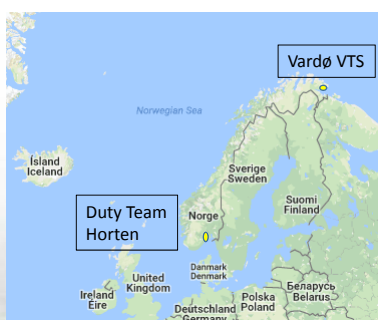 Vardø VTS
Norwegian Sea
Ísland
Iceland
Sverige
Sweden
Suomi
Finland
Duty Team
Horten
Norge
Danmark
Denmark
United
Kingdom
Ireland
Éire
Беларусь
Belarus
Polska
Poland
Deutschland
Germany